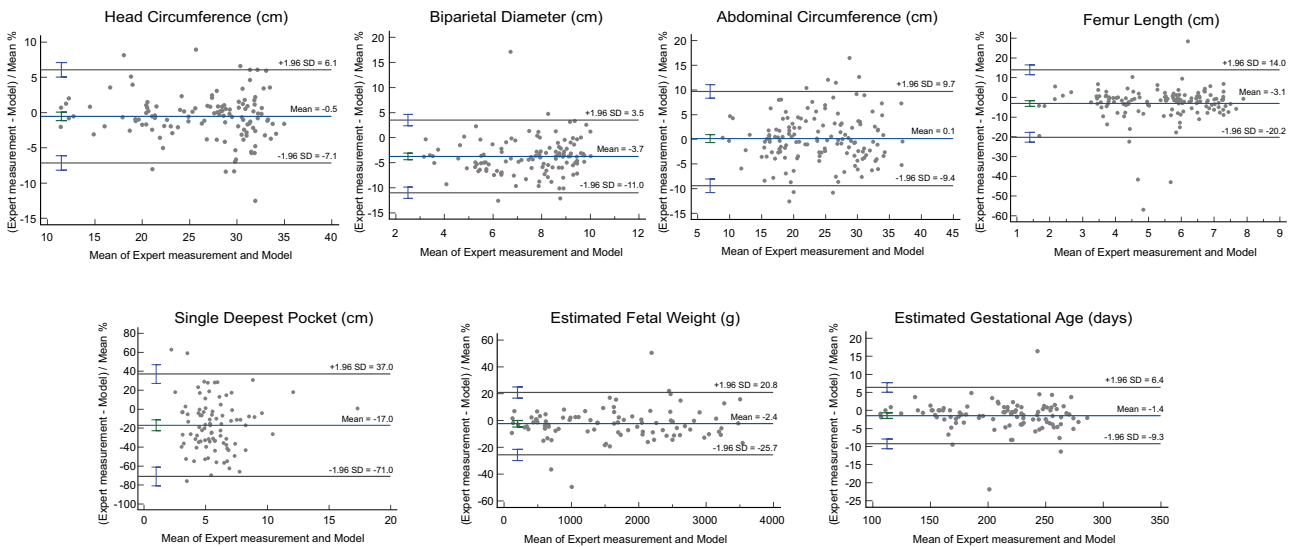 Head Circumference (cm)
(Expert measurement - Model) / Mean %
10
5
0
-5
-10
-15
+1.96 SD = 6.1
Mean = -0.5
-1.96 SD = -7.1
10 15 20 25 30 35 40
Mean of Expert measurement and Model
Biparietal Diameter (cm)
(Expert measurement - Model) / Mean %
20
15
10
5
0
-5
-10
-15
+1.96 SD = 3.5
Mean = -3.7
-1.96 SD = -11.0
2 4 6 8 10 12
Mean of Expert measurement and Model
Abdominal Circumference (cm)
(Expert measurement - Model) / Mean %
20
15
10
5
0
-5
-10
-15
+1.96 SD = 9.7
Mean = 0.1
-1.96 SD = -9.4
5 10 15 20 25 30 35 40 45
Mean of Expert measurement and Model
Femur Length (cm)
(Expert measurement - Model) / Mean %
30
20
10
0
-10
-20
-30
-40
-50
-60
+1.96 SD = 14.0
Mean = -3.1
-1.96 SD = -20.2
1 2 3 4 5 6 7 8 9
Mean of Expert measurement and Model
Single Deepest Pocket (cm)
(Expert measurement - Model) / Mean %
80
60
40
20
0
-20
-40
-60
-80
-100
+1.96 SD = 37.0
Mean = -17.0
-1.96 SD = -71.0
0 5 10 15 20
Mean of Expert measurement and Model
Estimated Fetal Weight (g)
(Expert measurement - Model) / Mean %
60
40
20
0
-20
-40
-60
+1.96 SD = 20.8
Mean = -2.4
-1.96 SD = -25.7
0 1000 2000 3000 4000
Mean of Expert measurement and Model
Estimated Gestational Age (days)
(Expert measurement - Model) / Mean %
20
15
10
5
0
-5
-10
-15
-20
-25
+1.96 SD = 6.4
Mean = -1.4
-1.96 SD = -9.3
100 150 200 250 300 350
Mean of Expert measurement and Model